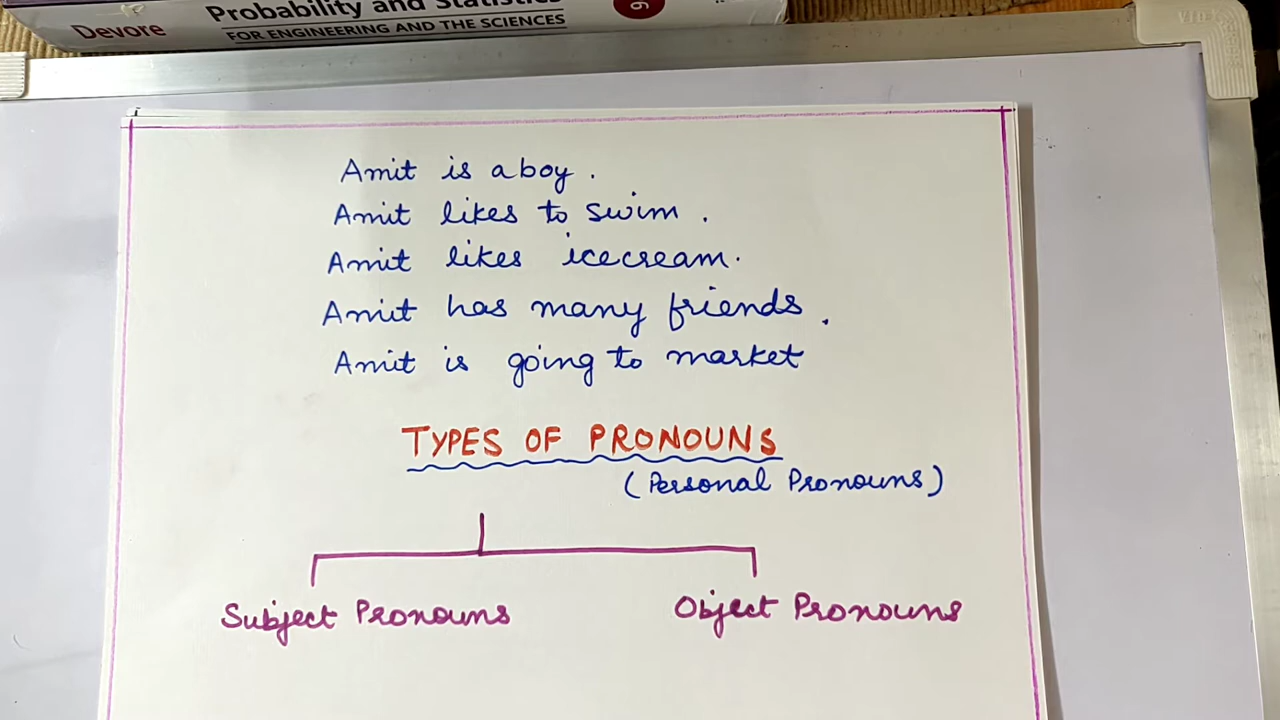 Probability and Statistics
Devore
FOR ENGINEERING AND THE SCIENCES
9
Amit is a boy.
Amit likes to swim.
Amit likes icecream.
Amit has many friends.
Amit is going to market
TYPES OF PRONOUNS
(Personal Pronouns)
Subject Pronouns
Object Pronouns